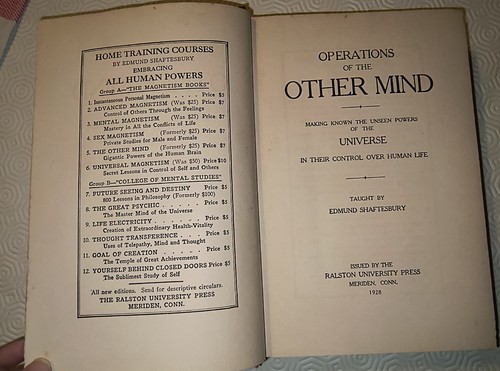 HOME TRAINING COURSES
BY EDMUND SHAFTESBURY
EMBRACING
ALL HUMAN POWERS
Group A—"THE MAGNETISM BOOKS"
1. Instantaneous Personal Magnetism . . . . Price $5
2. ADVANCED MAGNETISM (Was $25) Price $7
Control of Others Through the Feelings
3. MENTAL MAGNETISM (Was $25) Price $7
Mastery in All the Conflicts of Life
4. SEX MAGNETISM (Formerly $25) Price $7
Private Studies for Male and Female
5. THE OTHER MIND (Formerly $25) Price $7
Gigantic Powers of the Human Brain
6. UNIVERSAL MAGNETISM (Was $50) Price $10
Secret Lessons in Control of Self and Others
Group B—"COLLEGE OF MENTAL STUDIES"
7. FUTURE SEEING AND DESTINY Price $5
800 Lessons in Philosophy (Formerly $100)
8. THE GREAT PSYCHIC . . . . Price $5
The Master Mind of the Universe
9. LIFE ELECTRICITY . . . . . Price $5
Creation of Extraordinary Health-Vitality
10. THOUGHT TRANSFERENCE . . . Price $5
Uses of Telepathy, Mind and Thought
11. GOAL OF CREATION . . . . Price $5
The Temple of Great Achievements
12. YOURSELF BEHIND CLOSED DOORS Price $5
The Sublimest Study of Self
All new editions. Send for descriptive circulars.
THE RALSTON UNIVERSITY PRESS
MERIDEN, CONN.
OPERATIONS
OF THE
OTHER MIND
MAKING KNOWN THE UNSEEN POWERS
OF THE
UNIVERSE
IN THEIR CONTROL OVER HUMAN LIFE
TAUGHT BY
EDMUND SHAFTESBURY
ISSUED BY THE
RALSTON UNIVERSITY PRESS
MERIDEN, CONN.
1928